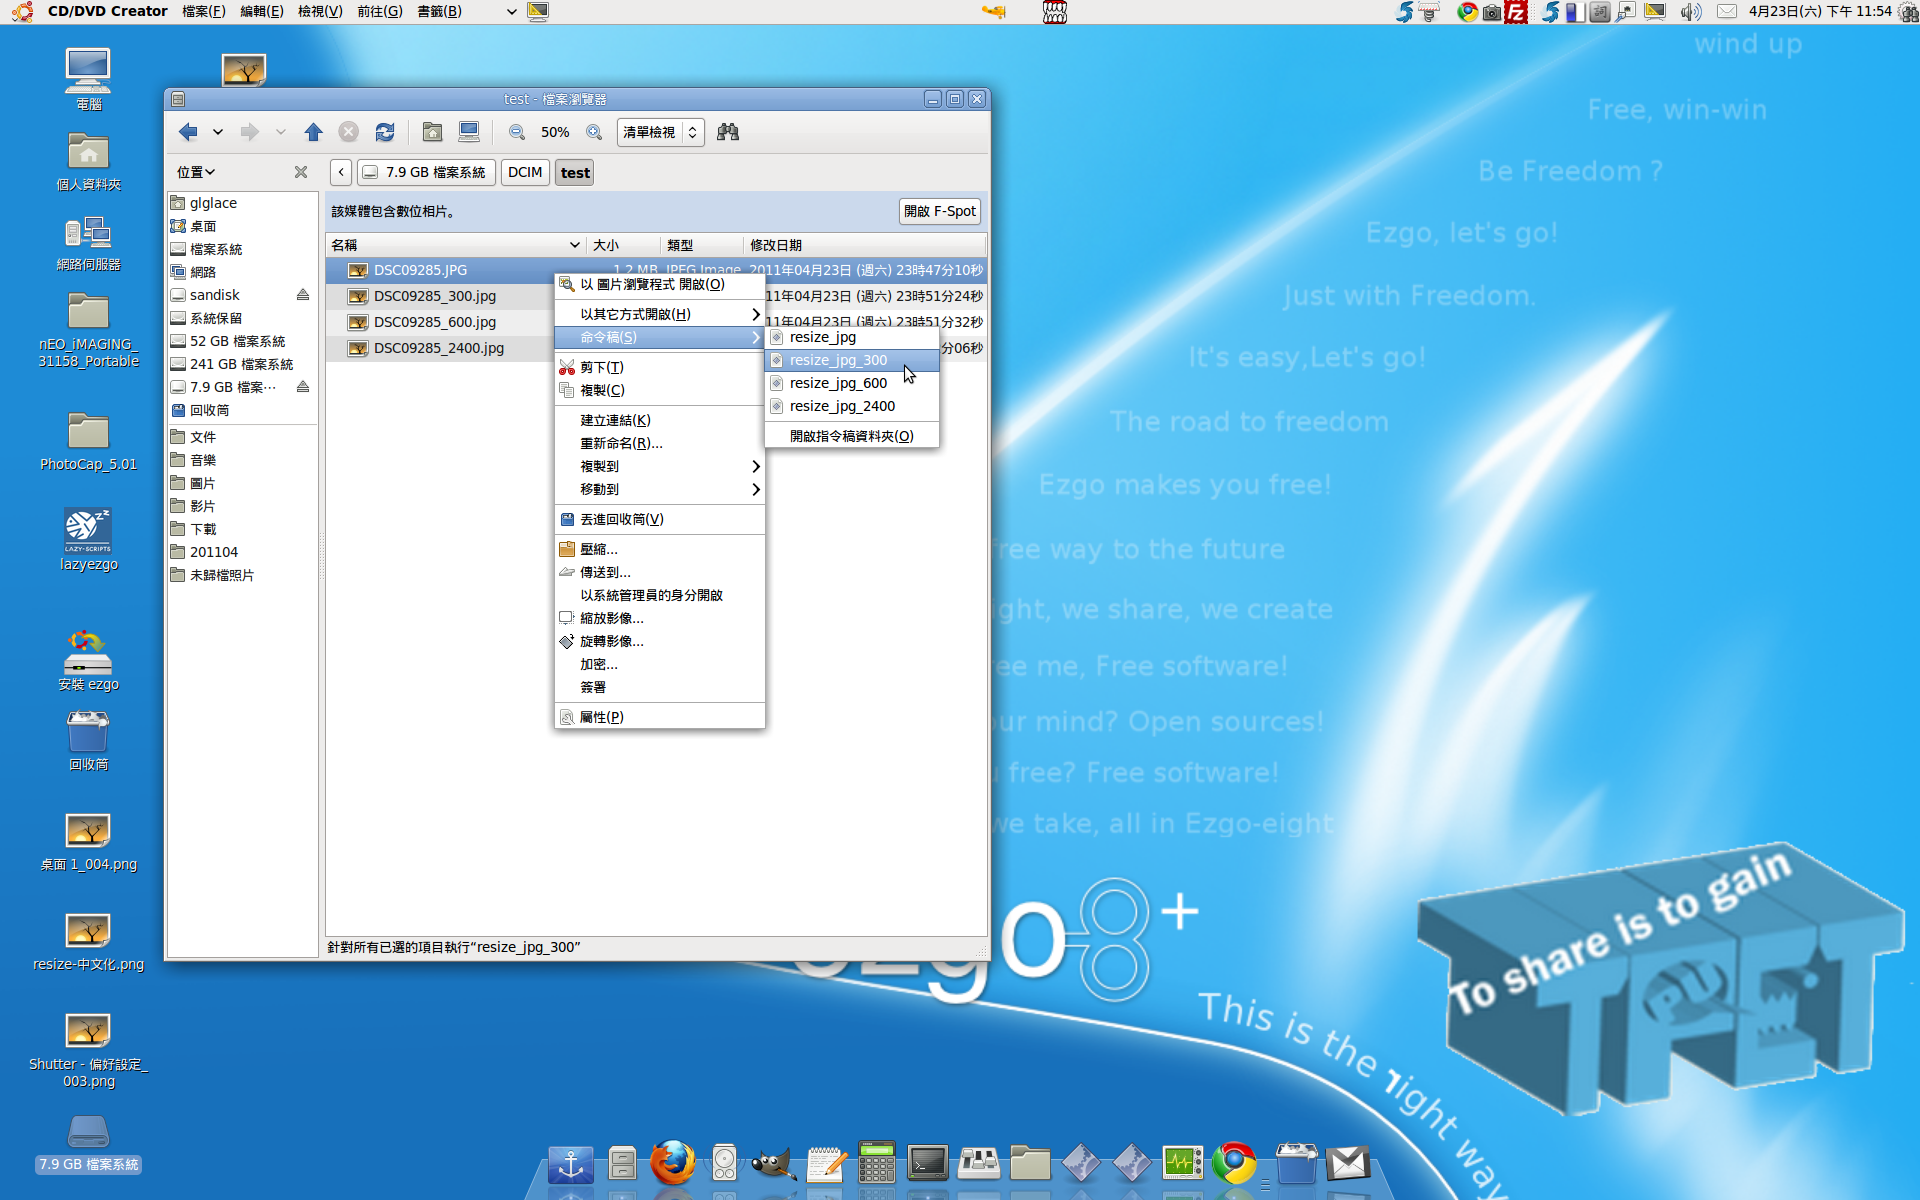 CD/DVD Creator 檔案(F) 編輯(E) 檢視(V) 前往(G) 書籤(B)
4月23日(六) 下午 11:54
電腦
個人資料夾
網路伺服器
nEO_iMAGING_
31158_Portable
PhotoCap_5.01
LAZY-SCRIPTS
lazyezgo
安裝 ezgo
回收筒
桌面 1_004.png
resize-中文化.png
Shutter - 偏好設定_
003.png
7.9 GB 檔案系統
test - 檔案瀏覽器
50% 清單檢視
位置
7.9 GB 檔案系統 DCIM test
glglace
桌面
檔案系統
網路
sandisk
系統保留
52 GB 檔案系統
241 GB 檔案系統
7.9 GB 檔案…
回收筒
文件
音樂
圖片
影片
下載
201104
未歸檔照片
該媒體包含數位相片。 開啟 F-Spot
名稱 大小 類型 修改日期
DSC09285.JPG 1.2 MB JPEG Image 2011年04月23日 (週六) 23時47分10秒
DSC09285_300.jpg 11年04月23日 (週六) 23時51分24秒
DSC09285_600.jpg 11年04月23日 (週六) 23時51分32秒
DSC09285_2400.jpg 分06秒
以 圖片瀏覽程式 開啟(O)
以其它方式開啟(H)
命令稿(S)
剪下(T)
複製(C)
建立連結(K)
重新命名(R)...
複製到
移動到
丟進回收筒(V)
壓縮...
傳送到...
以系統管理員的身分開啟
縮放影像...
旋轉影像...
加密...
簽署
屬性(P)
resize_jpg
resize_jpg_300
resize_jpg_600
resize_jpg_2400
開啟指令稿資料夾(O)
針對所有已選的項目執行“resize_jpg_300”
wind up
Free, win-win
Be Freedom ?
Ezgo, let's go!
Just with Freedom.
It's easy,Let's go!
The road to freedom
Ezgo makes you free!
free way to the future
ight, we share, we create
ee me, Free software!
ur mind? Open sources!
free? Free software!
we take, all in Ezgo-eight
ezgo8+
This is the right way
To share is to gain